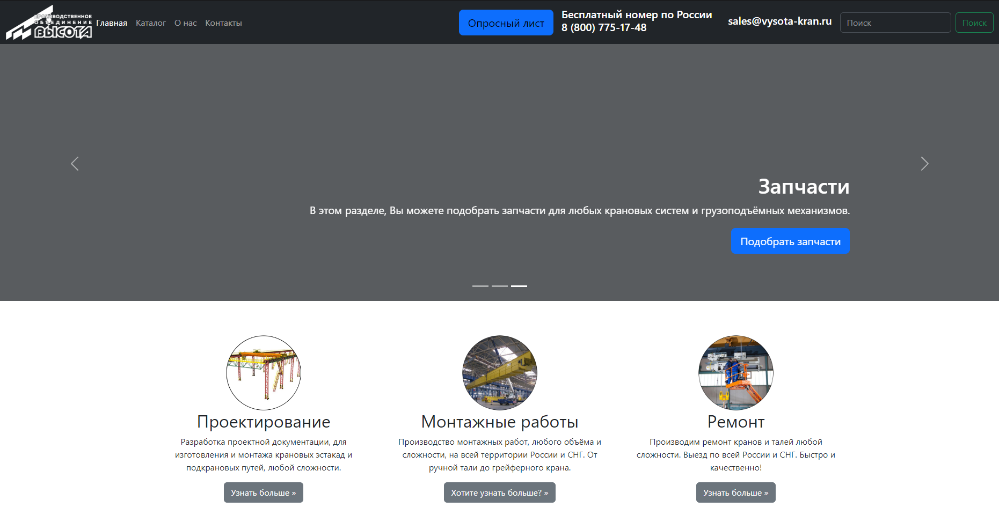 ПРОИЗВОДСТВЕННОЕ
ОБЪЕДИНЕНИЕ
ВЫСОТА
Главная
Каталог
О нас
Контакты
Опросный лист
Бесплатный номер по России
8 (800) 775-17-48
sales@vysota-kran.ru
Поиск
Поиск
Запчасти
В этом разделе, Вы можете подобрать запчасти для любых крановых систем и грузоподъёмных механизмов.
Подобрать запчасти
Проектирование
Разработка проектной документации, для
изготовления и монтажа крановых эстакад и
подкрановых путей, любой сложности.
Узнать больше »
Монтажные работы
Производство монтажных работ, любого объёма и
сложности, на всей территории России и СНГ. От
ручной тали до грейферного крана.
Хотите узнать больше? »
Ремонт
Производим ремонт кранов и талей любой
сложности. Выезд по всей России и СНГ. Быстро и
качественно!
Узнать больше »